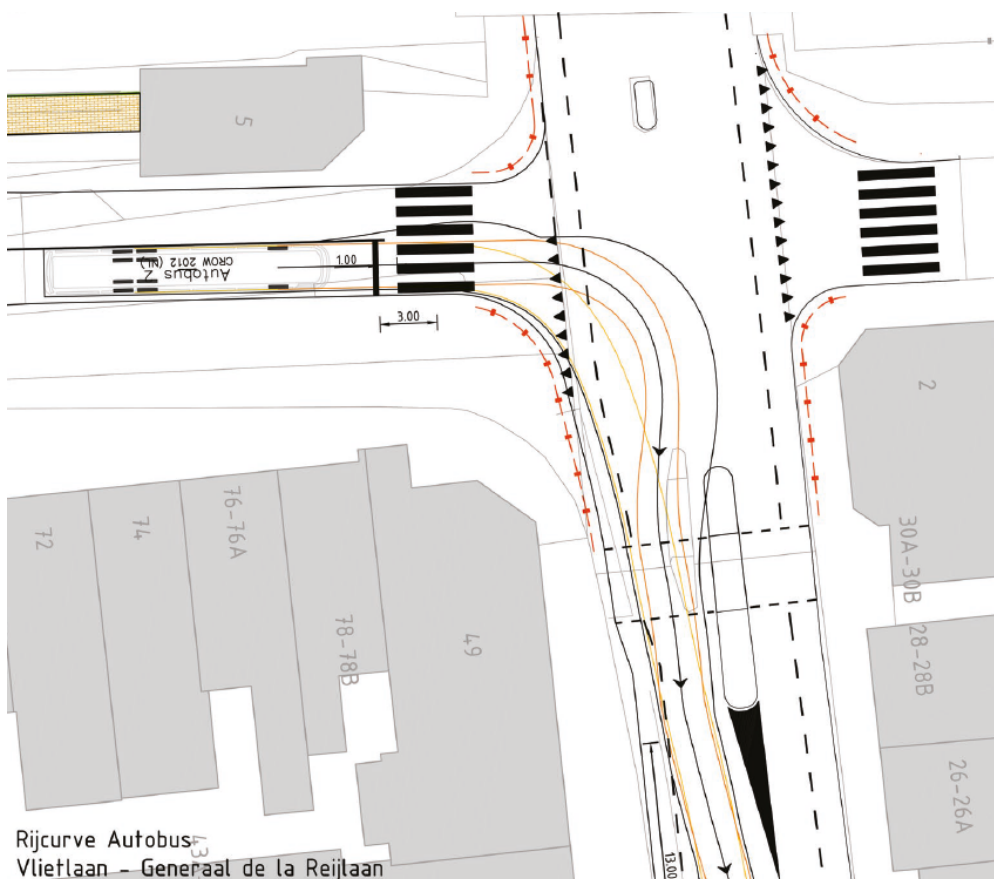 5
Autobus Z
CROW 2012 (NL)
1.00
3.00
2
72
74
76-76A
78-78B
49
30A-30B
28-28B
26-26A
13.00
Rijcurve Autobus
Vlietlaan - Generaal de la Reijlaan